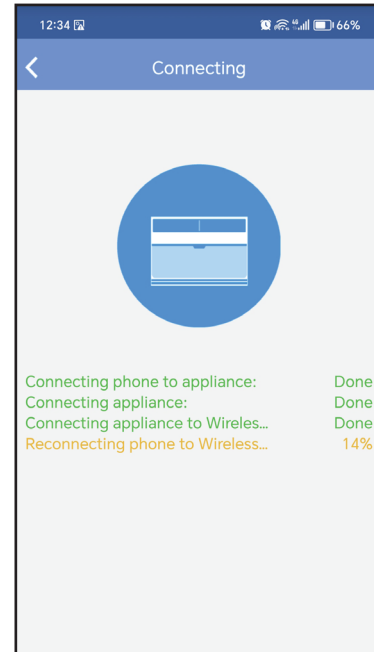 12:34 4G 66%
Connecting
Connecting phone to appliance: Done
Connecting appliance: Done
Connecting appliance to Wireles... Done
Reconnecting phone to Wireless... 14%